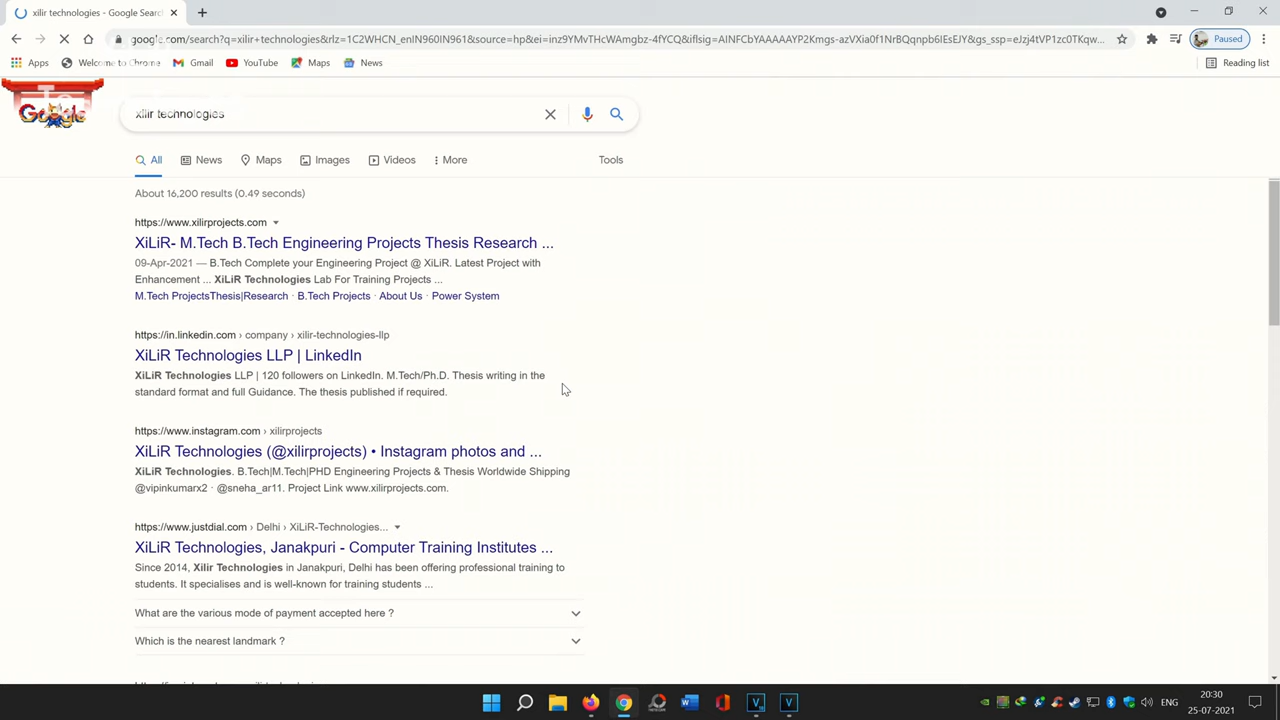 xilir technologies - Google Searc
google.com/search?q=xilir+technologies&rlz=1C2WHCN_enIN960IN961&source=hp&ei=inz9YMvTHcWAmgbz-4fYCQ&iflsig=AINFCbYAAAAAYP2Kmgs-azVXia0f1NrBQqnpb6IEsEJY&gs_ssp=eJzj4tVP1zc0TKqw...
Paused
Apps
Welcome to Chrome
Gmail
YouTube
Maps
News
Reading list
Google
xilir technologies
All
News
Maps
Images
Videos
More
Tools
About 16,200 results (0.49 seconds)
https://www.xilirprojects.com
XiLiR- M.Tech B.Tech Engineering Projects Thesis Research ...
09-Apr-2021 — B.Tech Complete your Engineering Project @ XiLiR. Latest Project with
Enhancement ... XiLiR Technologies Lab For Training Projects ...
M.Tech ProjectsThesis|Research · B.Tech Projects · About Us · Power System
https://in.linkedin.com › company › xilir-technologies-llp
XiLiR Technologies LLP | LinkedIn
XiLiR Technologies LLP | 120 followers on LinkedIn. M.Tech/Ph.D. Thesis writing in the
standard format and full Guidance. The thesis published if required.
https://www.instagram.com › xilirprojects
XiLiR Technologies (@xilirprojects) • Instagram photos and ...
XiLiR Technologies. B.Tech|M.Tech|PHD Engineering Projects & Thesis Worldwide Shipping
@vipinkumarx2 · @sneha_ar11. Project Link www.xilirprojects.com.
https://www.justdial.com › Delhi › XiLiR-Technologies...
XiLiR Technologies, Janakpuri - Computer Training Institutes ...
Since 2014, Xilir Technologies in Janakpuri, Delhi has been offering professional training to
students. It specialises and is well-known for training students ...
What are the various mode of payment accepted here ?
Which is the nearest landmark ?
ENG
20:30
25-07-2021